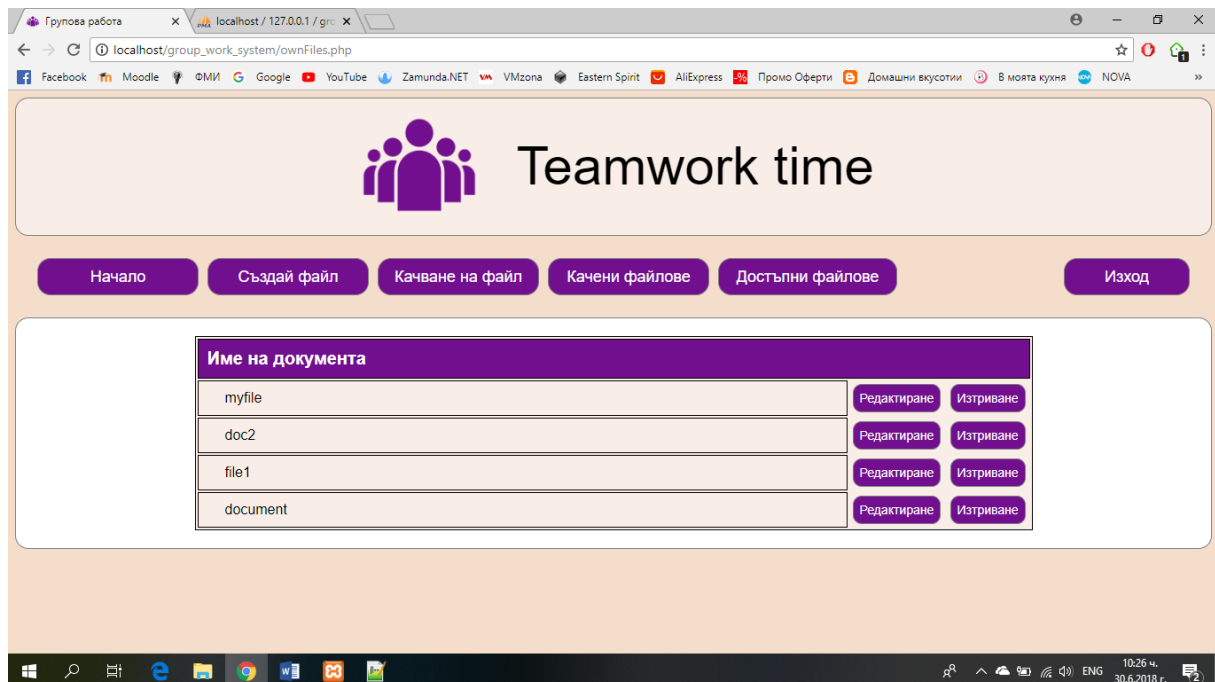 Групова работа
PMA localhost / 127.0.0.1 / gro
localhost/group_work_system/ownFiles.php
1
Facebook Moodle ФМИ Google YouTube Zamunda.NET VMzona Eastern Spirit AliExpress -% Промо Оферти Домашни вкусотии В моята кухня NOVA »
Teamwork time
Начало Създай файл Качване на файл Качени файлове Достъпни файлове Изход
Име на документа
myfile Редактиране Изтриване
doc2 Редактиране Изтриване
file1 Редактиране Изтриване
document Редактиране Изтриване
ENG 10:26 ч.
30.6.2018 г.
2